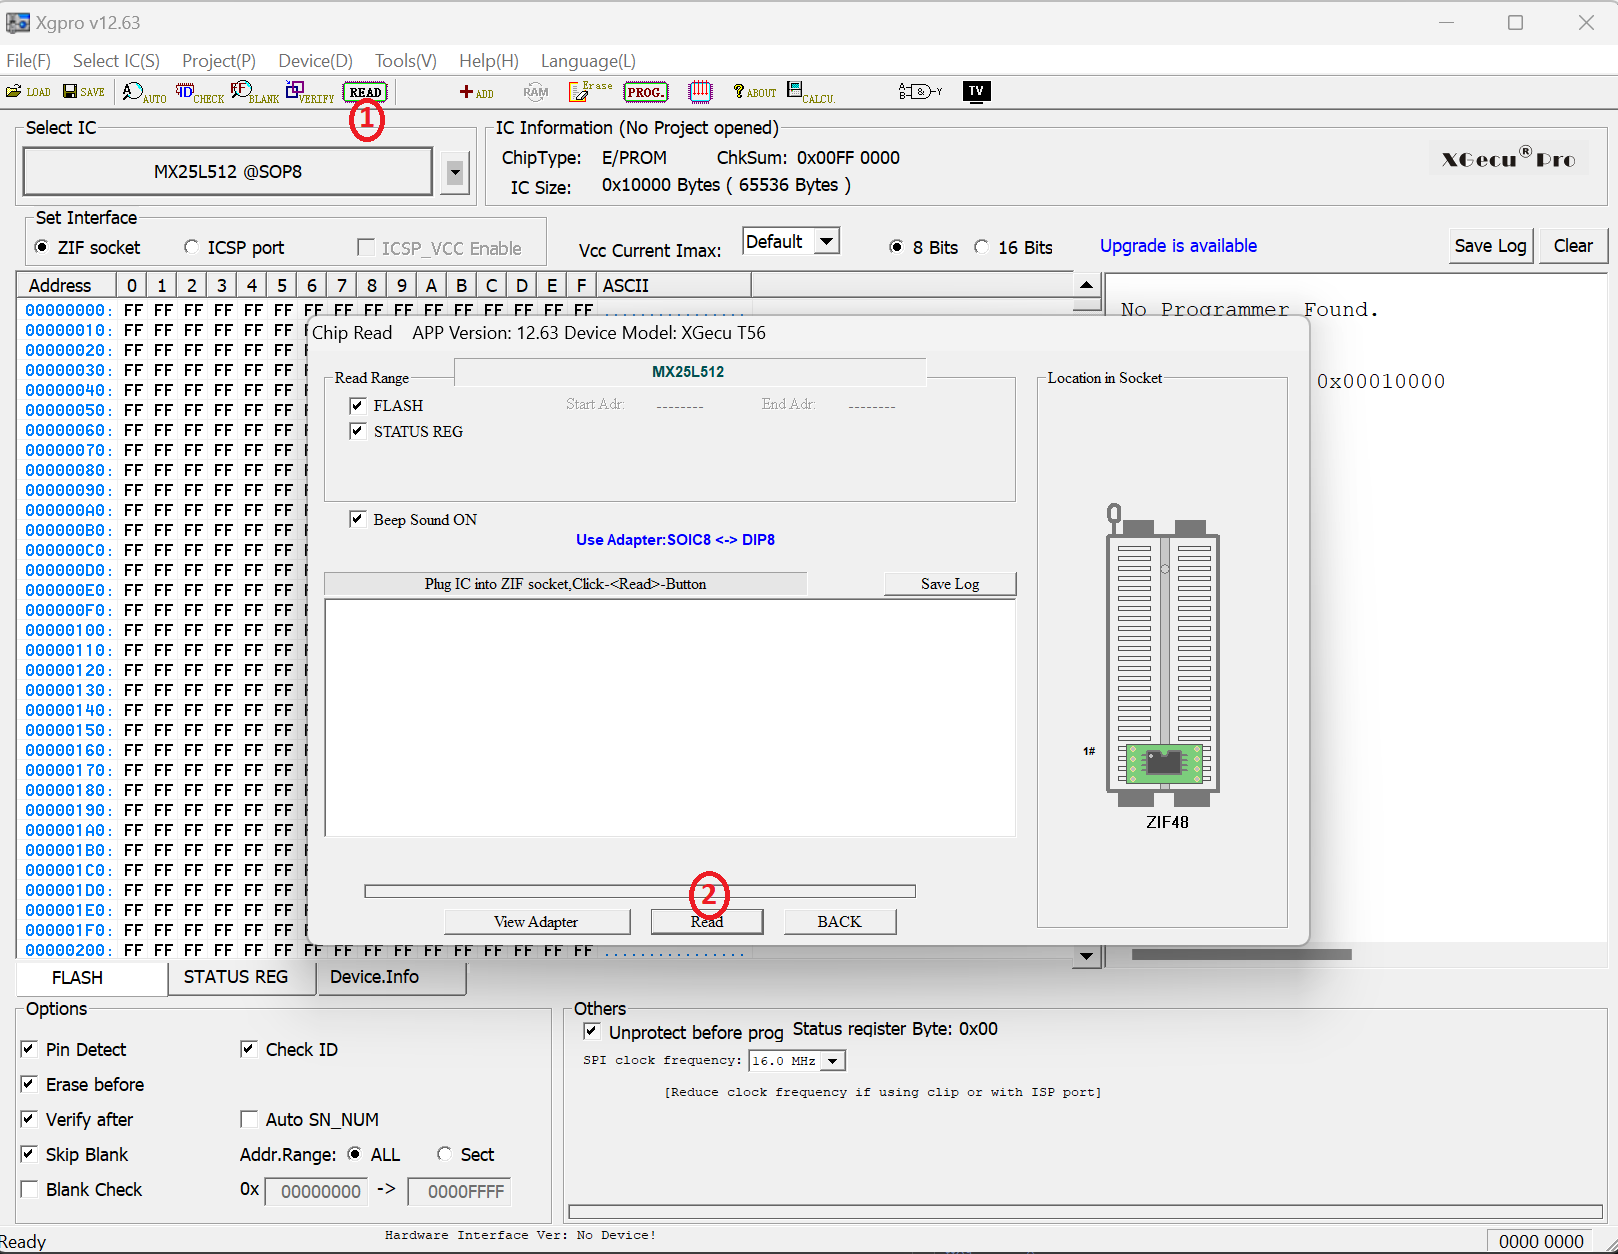 Xgpro v12.63
File(F) Select IC(S) Project(P) Device(D) Tools(V) Help(H) Language(L)
LOAD SAVE AUTO CHECK BLANK VERIFY READ ADD RAM Erase PROG. ABOUT CALCU. TV
1
Select IC
MX25L512 @SOP8
IC Information (No Project opened)
ChipType: E/PROM ChkSum: 0x00FF 0000
IC Size: 0x10000 Bytes ( 65536 Bytes )
XGecu® Pro
Set Interface
ZIF socket ICSP port ICSP_VCC Enable
Vcc Current Imax: Default 8 Bits 16 Bits Upgrade is available Save Log Clear
Address 0 1 2 3 4 5 6 7 8 9 A B C D E F ASCII
00000000: FF FF FF FF FF FF FF FF FF FF FF FF FF FF FF FF ................
00000010: FF FF FF FF FF FF
00000020: FF FF FF FF FF FF
00000030: FF FF FF FF FF FF
00000040: FF FF FF FF FF FF
00000050: FF FF FF FF FF FF
00000060: FF FF FF FF FF FF
00000070: FF FF FF FF FF FF
00000080: FF FF FF FF FF FF
00000090: FF FF FF FF FF FF
000000A0: FF FF FF FF FF FF
000000B0: FF FF FF FF FF FF
000000C0: FF FF FF FF FF FF
000000D0: FF FF FF FF FF FF
000000E0: FF FF FF FF FF FF
000000F0: FF FF FF FF FF FF
00000100: FF FF FF FF FF FF
00000110: FF FF FF FF FF FF
00000120: FF FF FF FF FF FF
00000130: FF FF FF FF FF FF
00000140: FF FF FF FF FF FF
00000150: FF FF FF FF FF FF
00000160: FF FF FF FF FF FF
00000170: FF FF FF FF FF FF
00000180: FF FF FF FF FF FF
00000190: FF FF FF FF FF FF
000001A0: FF FF FF FF FF FF
000001B0: FF FF FF FF FF FF
000001C0: FF FF FF FF FF FF
000001D0: FF FF FF FF FF FF
000001E0: FF FF FF FF FF FF
000001F0: FF FF FF FF FF FF
00000200: FF FF FF FF FF FF FF FF FF FF FF FF FF FF FF FF ................
No Programmer Found.
0x00010000
Chip Read APP Version: 12.63 Device Model: XGecu T56
MX25L512
Read Range
FLASH Start Adr: -------- End Adr: --------
STATUS REG
Beep Sound ON
Use Adapter:SOIC8 <-> DIP8
Plug IC into ZIF socket,Click-<Read>-Button Save Log
2
View Adapter Read BACK
Location in Socket
1#
ZIF48
FLASH STATUS REG Device.Info
Options
Pin Detect Check ID
Erase before
Verify after Auto SN_NUM
Skip Blank Addr.Range: ALL Sect
Blank Check 0x 00000000 -> 0000FFFF
Others
Unprotect before prog Status register Byte: 0x00
SPI clock frequency: 16.0 MHz
[Reduce clock frequency if using clip or with ISP port]
Ready Hardware Interface Ver: No Device! 0000 0000